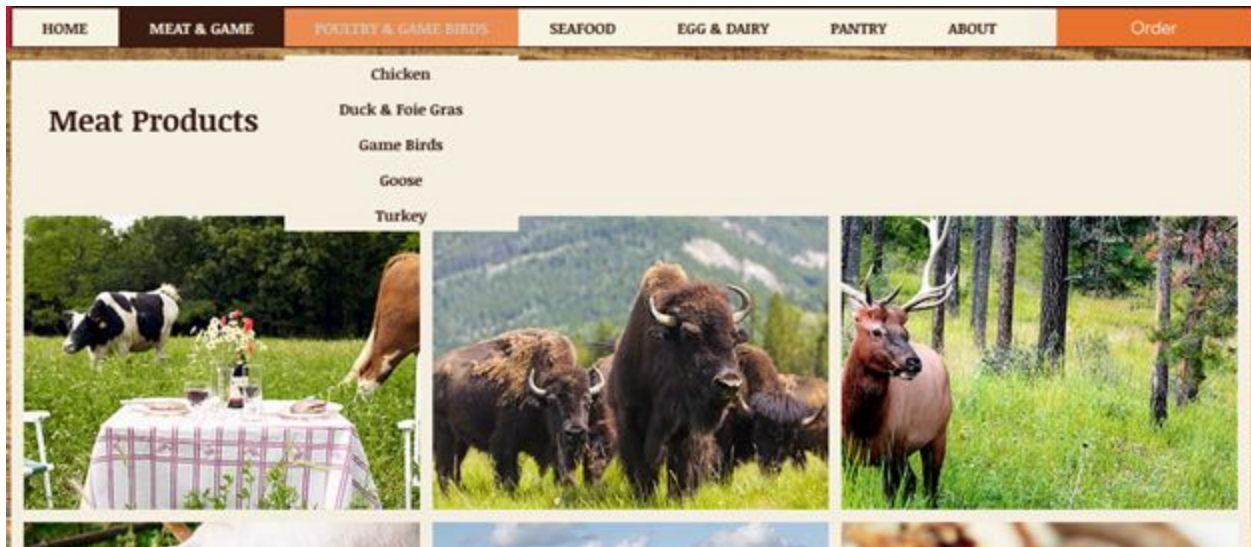 HOME MEAT & GAME POULTRY & GAME BIRDS SEAFOOD EGG & DAIRY PANTRY ABOUT Order
Chicken
Meat Products
Duck & Foie Gras
Game Birds
Goose
Turkey